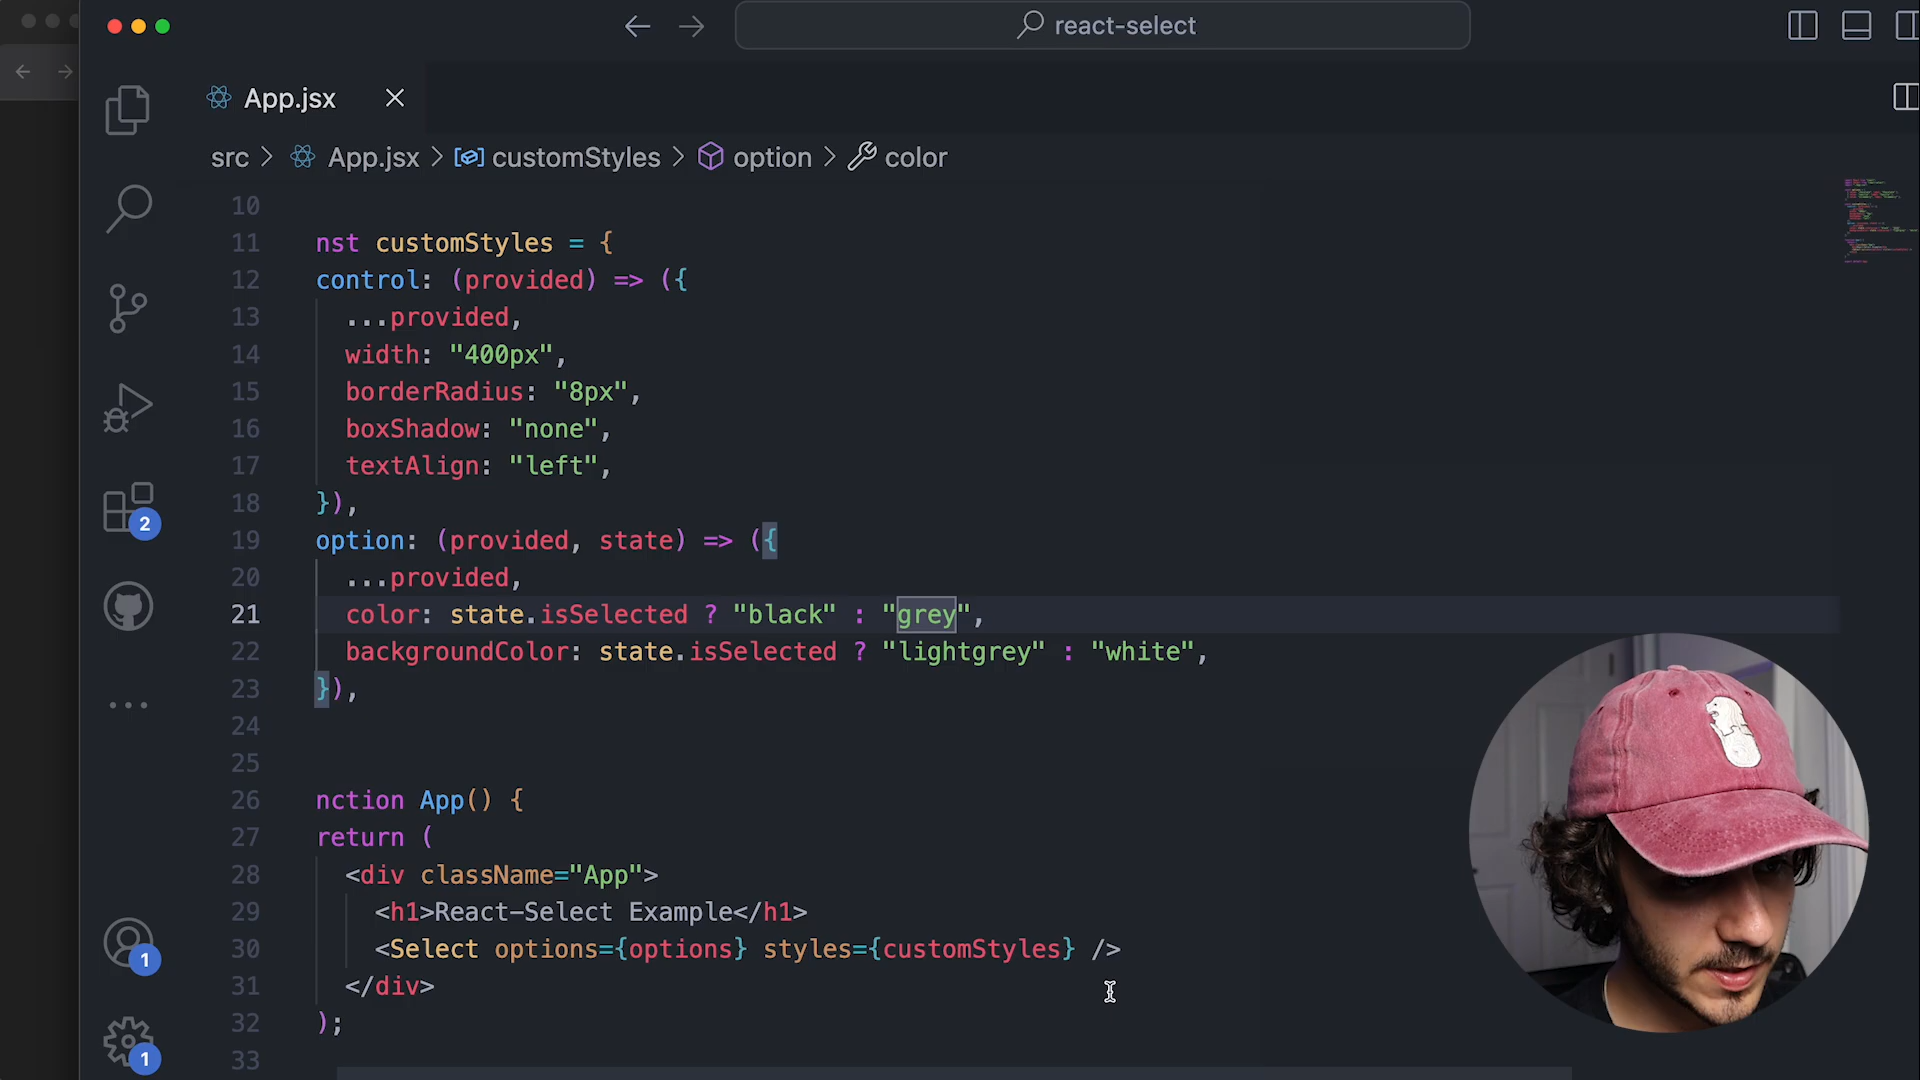 react-select
App.jsx
src > App.jsx > customStyles > option > color
10
11 nst customStyles = {
12 control: (provided) => ({
13 ...provided,
14 width: "400px",
15 borderRadius: "8px",
16 boxShadow: "none",
17 textAlign: "left",
18 }),
19 option: (provided, state) => ({
20 ...provided,
21 color: state.isSelected ? "black" : "grey",
22 backgroundColor: state.isSelected ? "lightgrey" : "white",
23 }),
24
25
26 nction App() {
27 return (
28 <div className="App">
29 <h1>React-Select Example</h1>
30 <Select options={options} styles={customStyles} />
31 </div>
32 );
33
2
1
1